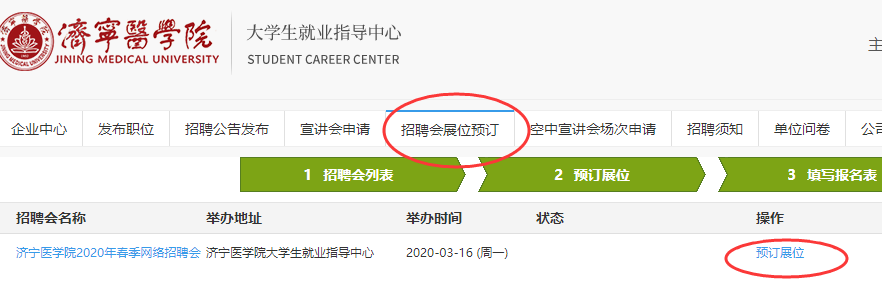 濟寧醫學院
JINING MEDICAL UNIVERSITY
大学生就业指导中心
STUDENT CAREER CENTER
主
企业中心 发布职位 招聘公告发布 宣讲会申请 招聘会展位预订 空中宣讲会场次申请 招聘须知 单位问卷 公司
1 招聘会列表 2 预订展位 3 填写报名表
招聘会名称 举办地址 举办时间 状态 操作
济宁医学院2020年春季网络招聘会 济宁医学院大学生就业指导中心 2020-03-16 (周一) 预订展位